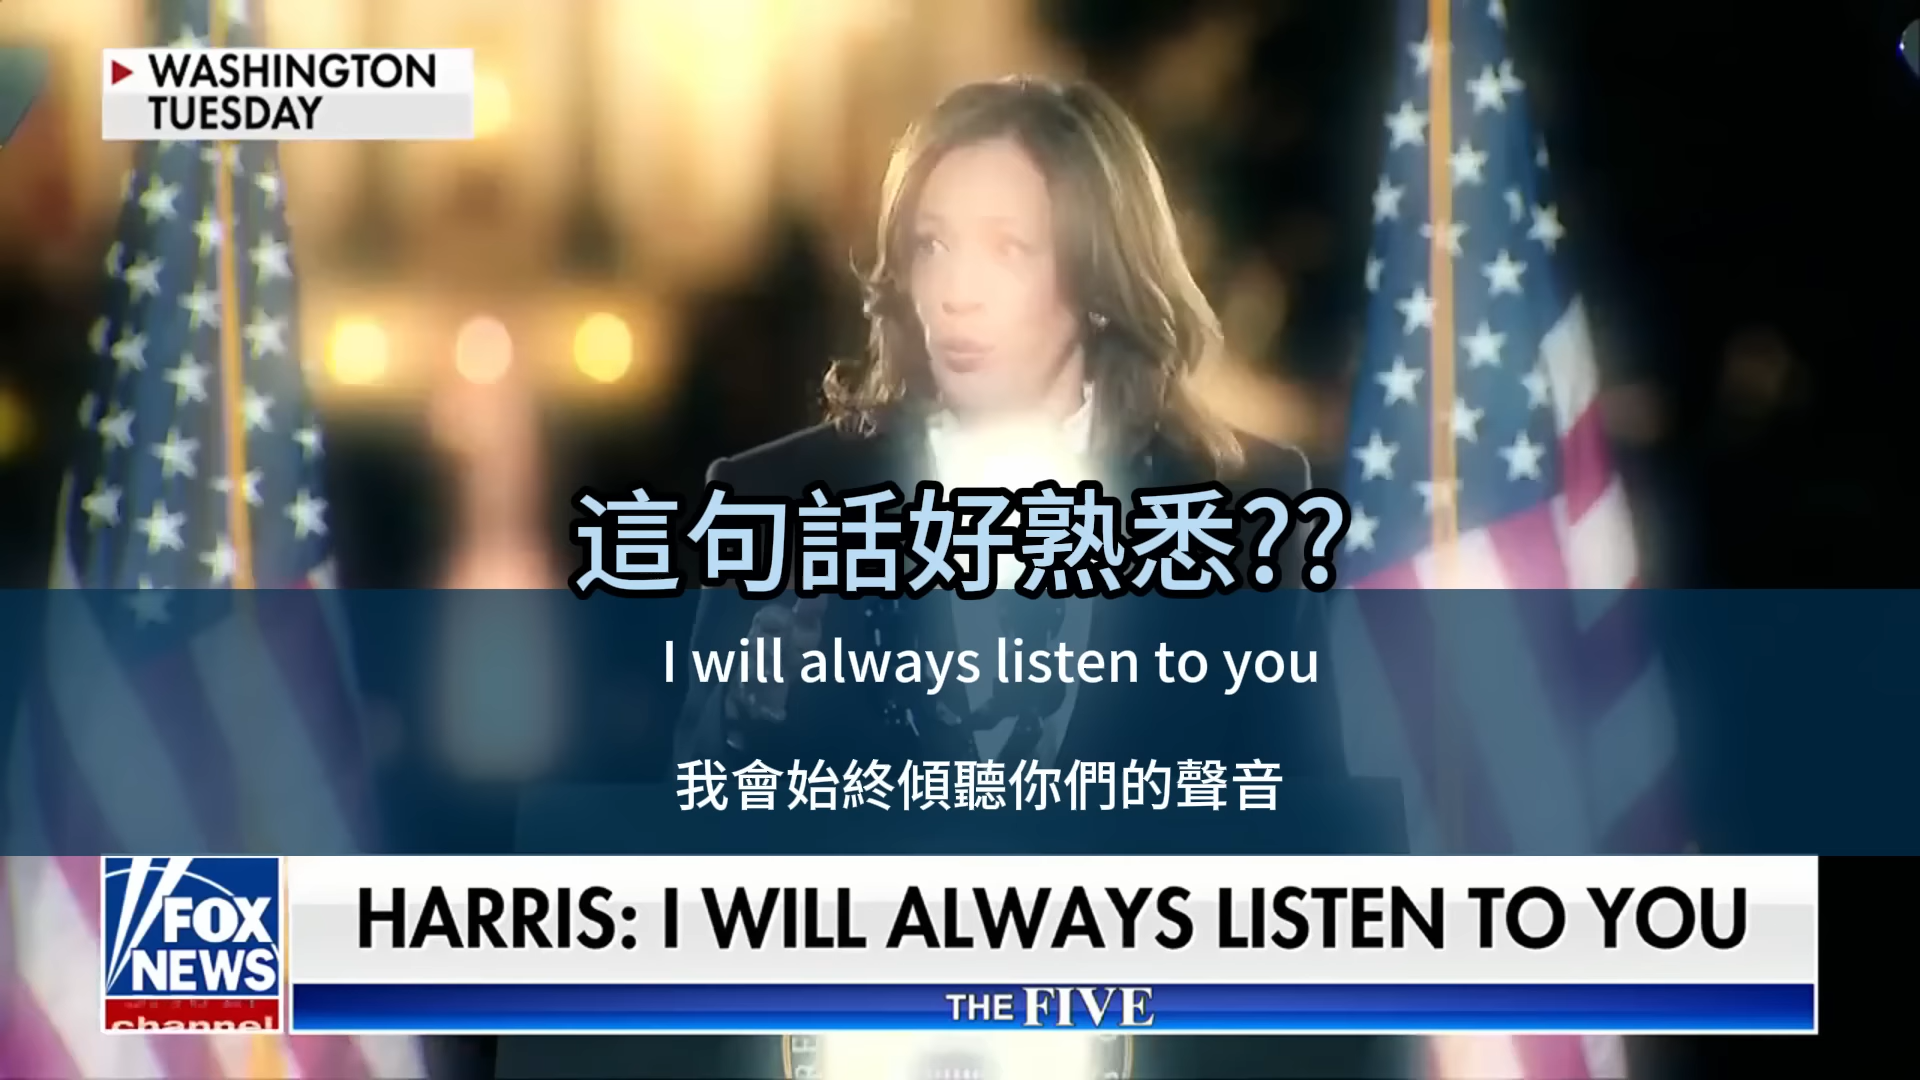 WASHINGTON
TUESDAY
這句話好熟悉??
I will always listen to you
我會始終傾聽你們的聲音
FOX
NEWS
channel
HARRIS: I WILL ALWAYS LISTEN TO YOU
THE FIVE